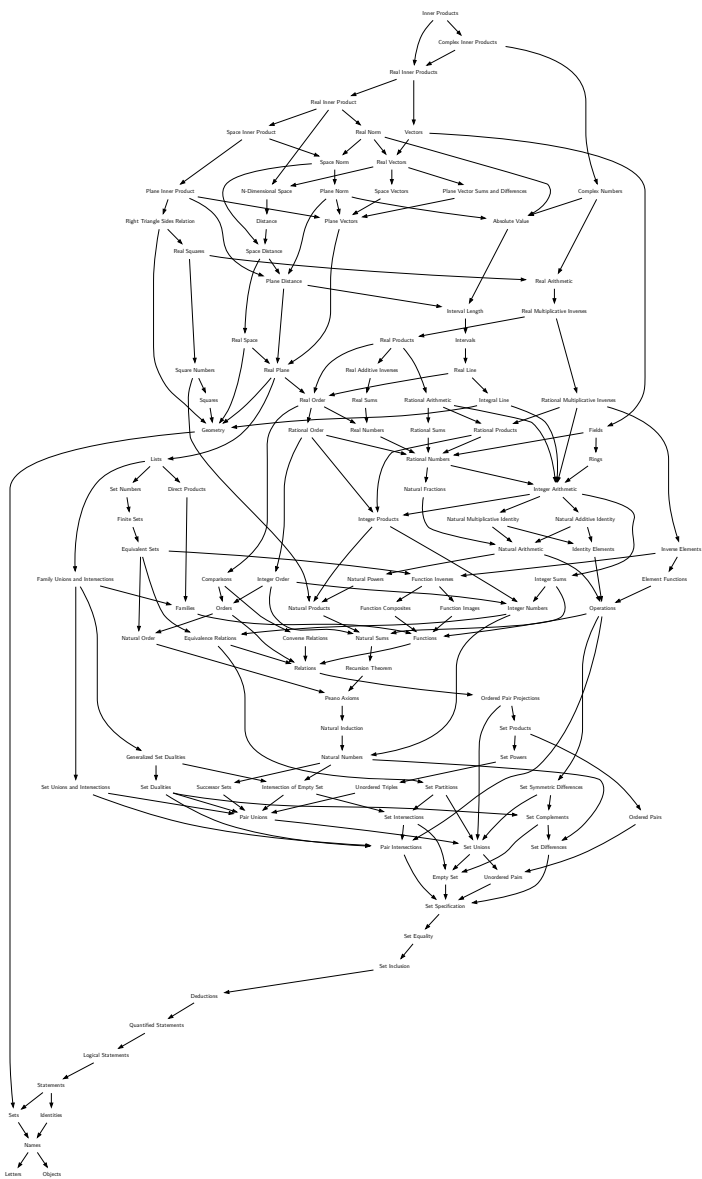 Inner Products
Complex Inner Products
Real Inner Products
Real Inner Product
Space Inner Product
Real Norm
Vectors
Space Norm
Real Vectors
Plane Inner Product
N-Dimensional Space
Plane Norm
Space Vectors
Plane Vector Sums and Differences
Complex Numbers
Right Triangle Sides Relation
Distance
Plane Vectors
Absolute Value
Real Squares
Space Distance
Plane Distance
Real Arithmetic
Interval Length
Real Multiplicative Inverses
Real Space
Real Products
Intervals
Square Numbers
Real Plane
Real Additive Inverses
Real Line
Squares
Real Order
Real Sums
Rational Arithmetic
Integral Line
Rational Multiplicative Inverses
Geometry
Rational Order
Real Numbers
Rational Sums
Rational Products
Fields
Lists
Rational Numbers
Rings
Set Numbers
Direct Products
Natural Fractions
Integer Arithmetic
Finite Sets
Integer Products
Natural Multiplicative Identity
Natural Additive Identity
Equivalent Sets
Natural Arithmetic
Identity Elements
Inverse Elements
Family Unions and Intersections
Comparisons
Integer Order
Natural Powers
Function Inverses
Integer Sums
Element Functions
Families
Orders
Natural Products
Function Composites
Function Images
Integer Numbers
Operations
Natural Order
Equivalence Relations
Converse Relations
Natural Sums
Functions
Relations
Recursion Theorem
Peano Axioms
Ordered Pair Projections
Natural Induction
Set Products
Generalized Set Dualities
Natural Numbers
Set Powers
Set Unions and Intersections
Set Dualities
Successor Sets
Intersection of Empty Set
Unordered Triples
Set Partitions
Set Symmetric Differences
Pair Unions
Set Intersections
Set Complements
Ordered Pairs
Pair Intersections
Set Unions
Set Differences
Empty Set
Unordered Pairs
Set Specification
Set Equality
Set Inclusion
Deductions
Quantified Statements
Logical Statements
Statements
Sets
Identities
Names
Letters
Objects